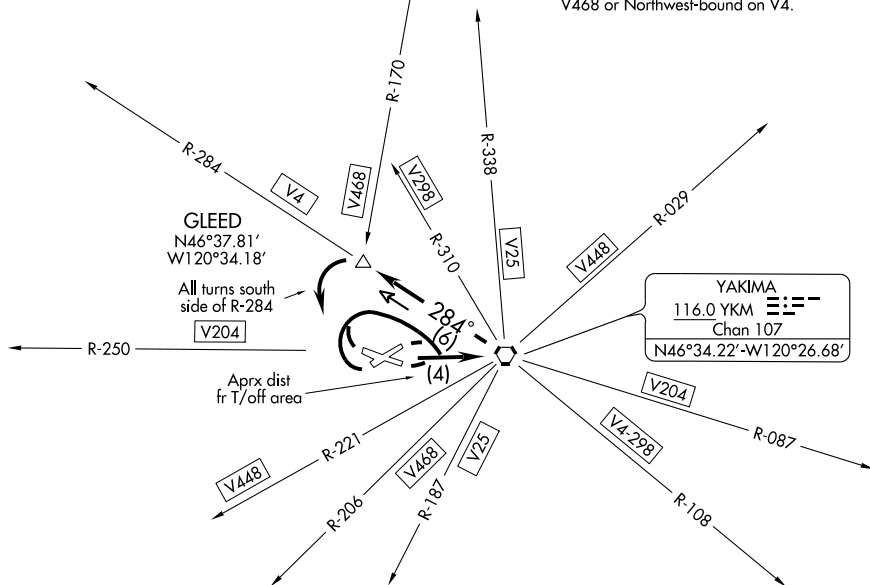 V468 or Northwest-bound on V4.
R-170
R-338
R-284
V4
V468
V298
R-029
GLEED
N46°37.81'
W120°34.18'
R-310
V25
V448
All turns south
side of R-284
284°
(6)
YAKIMA
116.0 YKM
Chan 107
N46°34.22'-W120°26.68'
V204
R-250
(4)
Aprx dist
fr T/off area
V204
R-087
V4-298
R-221
V468
V25
V448
R-206
R-187
R-108